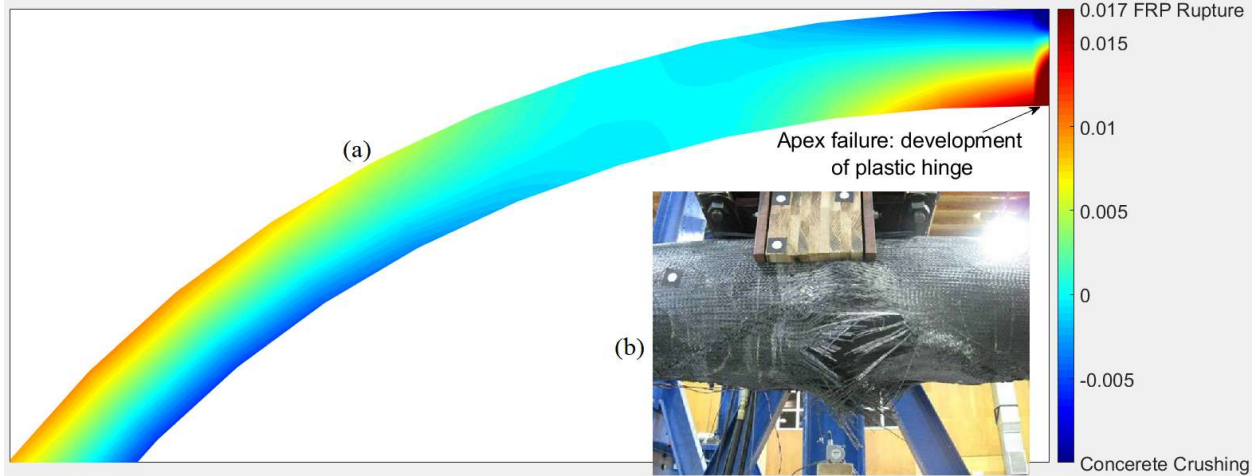 0.017 FRP Rupture
0.015
(a)
0.01
Apex failure: development
of plastic hinge
0.005
0
(b)
-0.005
Concerete Crushing